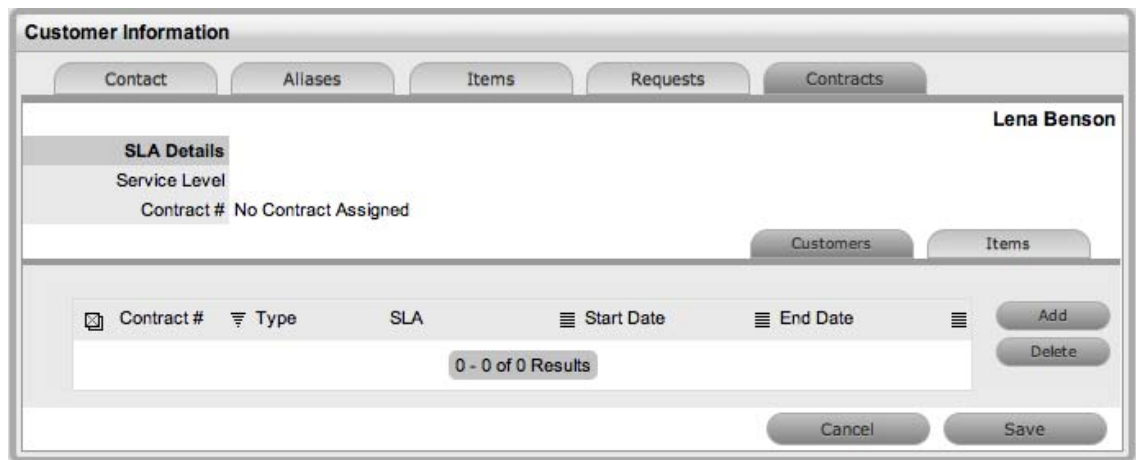 Customer Information
Contact Aliases Items Requests Contracts
Lena Benson
SLA Details
Service Level
Contract # No Contract Assigned
Customers Items
Contract # Type SLA Start Date End Date
Add
0 - 0 of 0 Results
Delete
Cancel Save